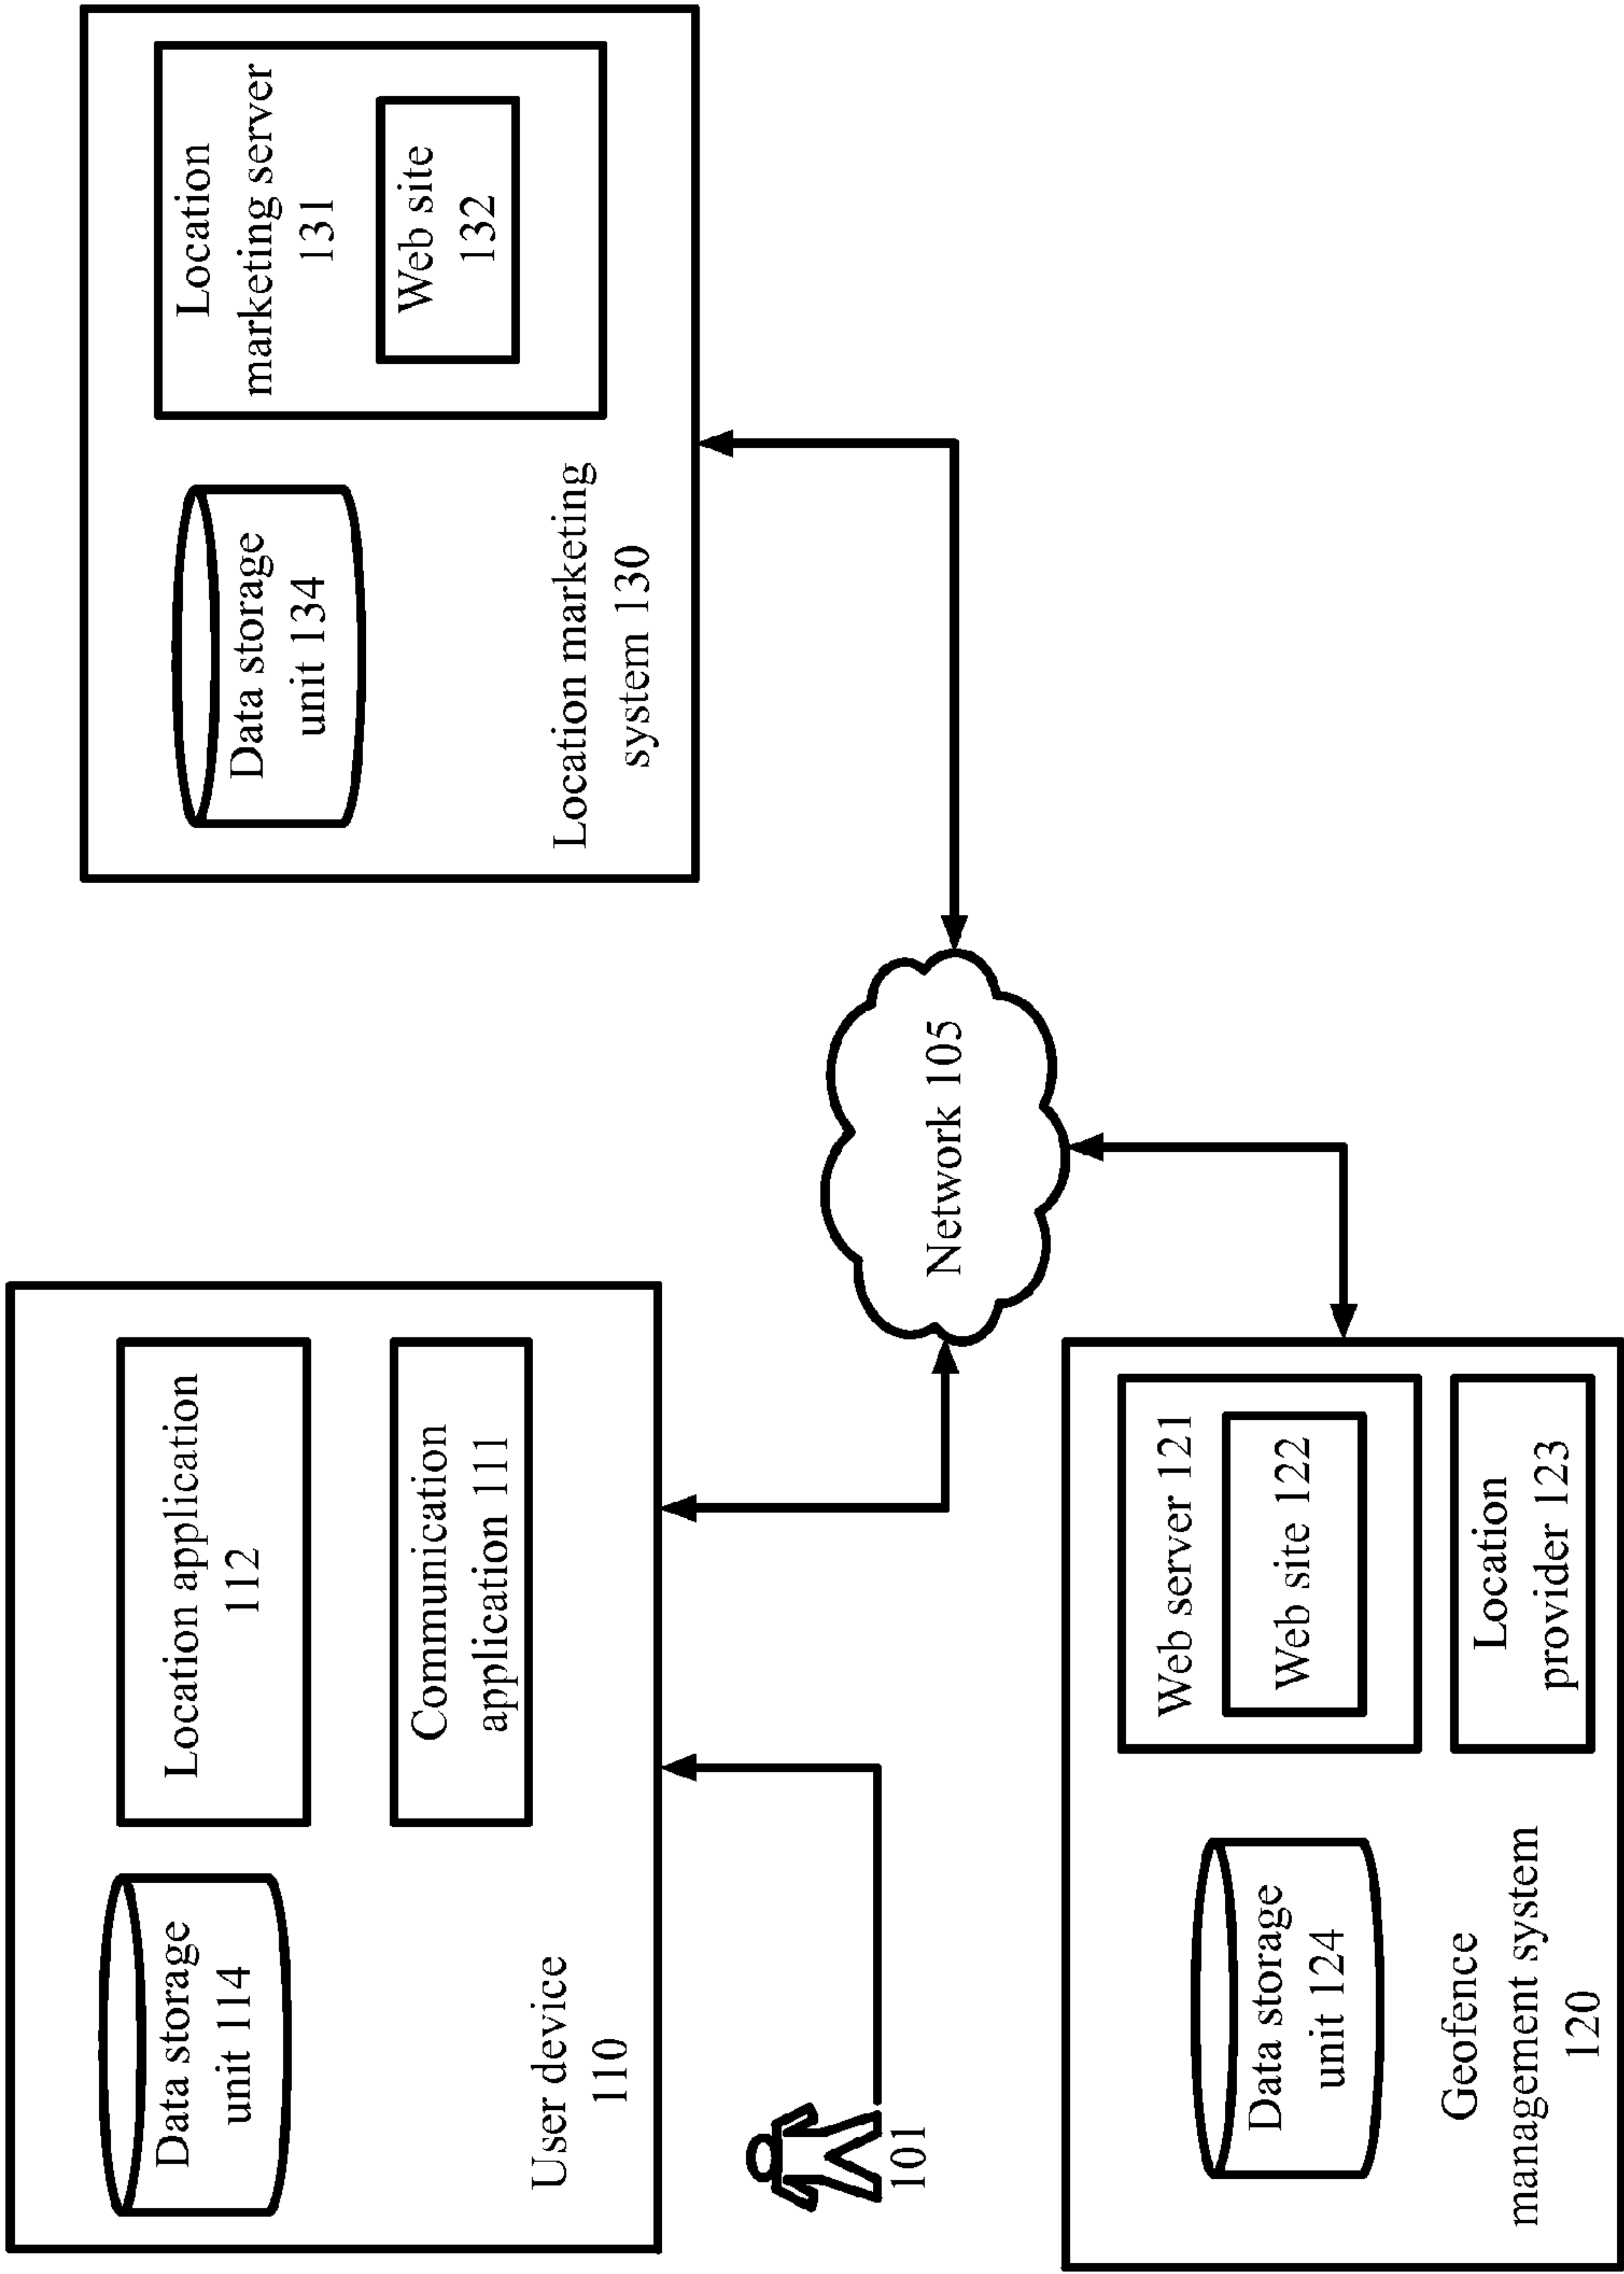 Data storage
unit 114
Location application
112
Communication
application 111
User device
110
101
Data storage
unit 134
Location
marketing server
131
Web site
132
Location marketing
system 130
Network 105
Data storage
unit 124
Web server 121
Web site 122
Location
provider 123
Geofence
management system
120